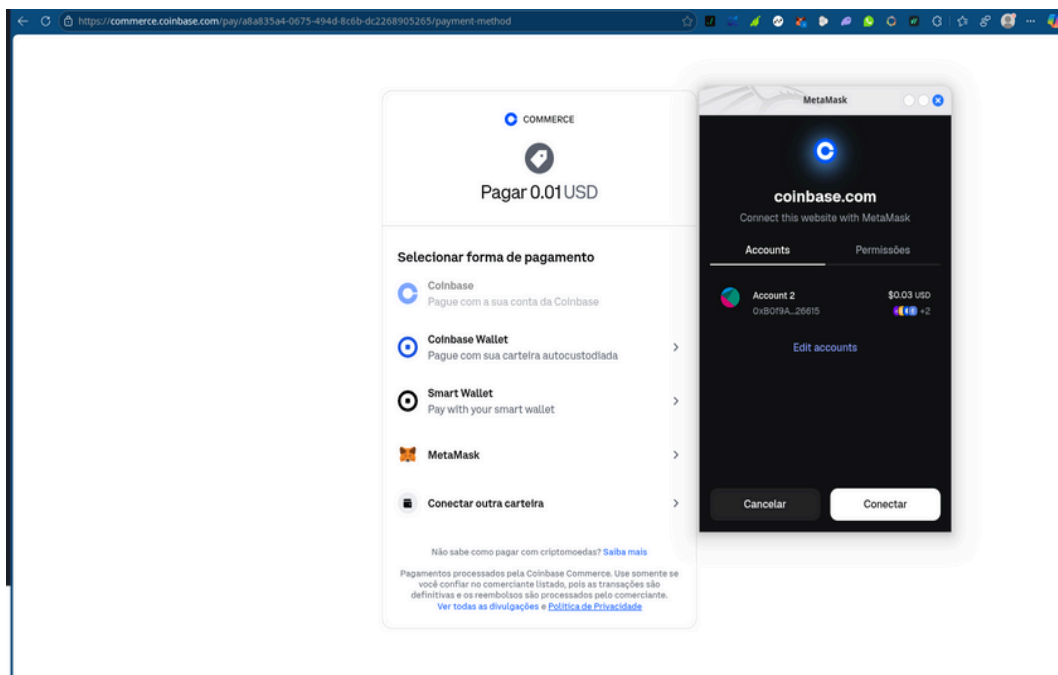 https://commerce.coinbase.com/pay/a8a835a4-0675-494d-8c6b-dc2268905265/payment-method
COMMERCE
Pagar 0.01 USD
Selecionar forma de pagamento
Coinbase
Pague com a sua conta da Coinbase
Coinbase Wallet
Pague com sua carteira autocustodiada
Smart Wallet
Pay with your smart wallet
MetaMask
Conectar outra carteira
Não sabe como pagar com criptomoedas? Saiba mais
Pagamentos processados pela Coinbase Commerce. Use somente se
você confiar no comerciante listado, pois as transações são
definitivas e os reembolsos são processados pelo comerciante.
Ver todas as divulgações e Política de Privacidade
MetaMask
coinbase.com
Connect this website with MetaMask
Accounts
Permissões
Account 2
$0.03 USD
0xB0f9A...26615
+2
Edit accounts
Cancelar
Conectar